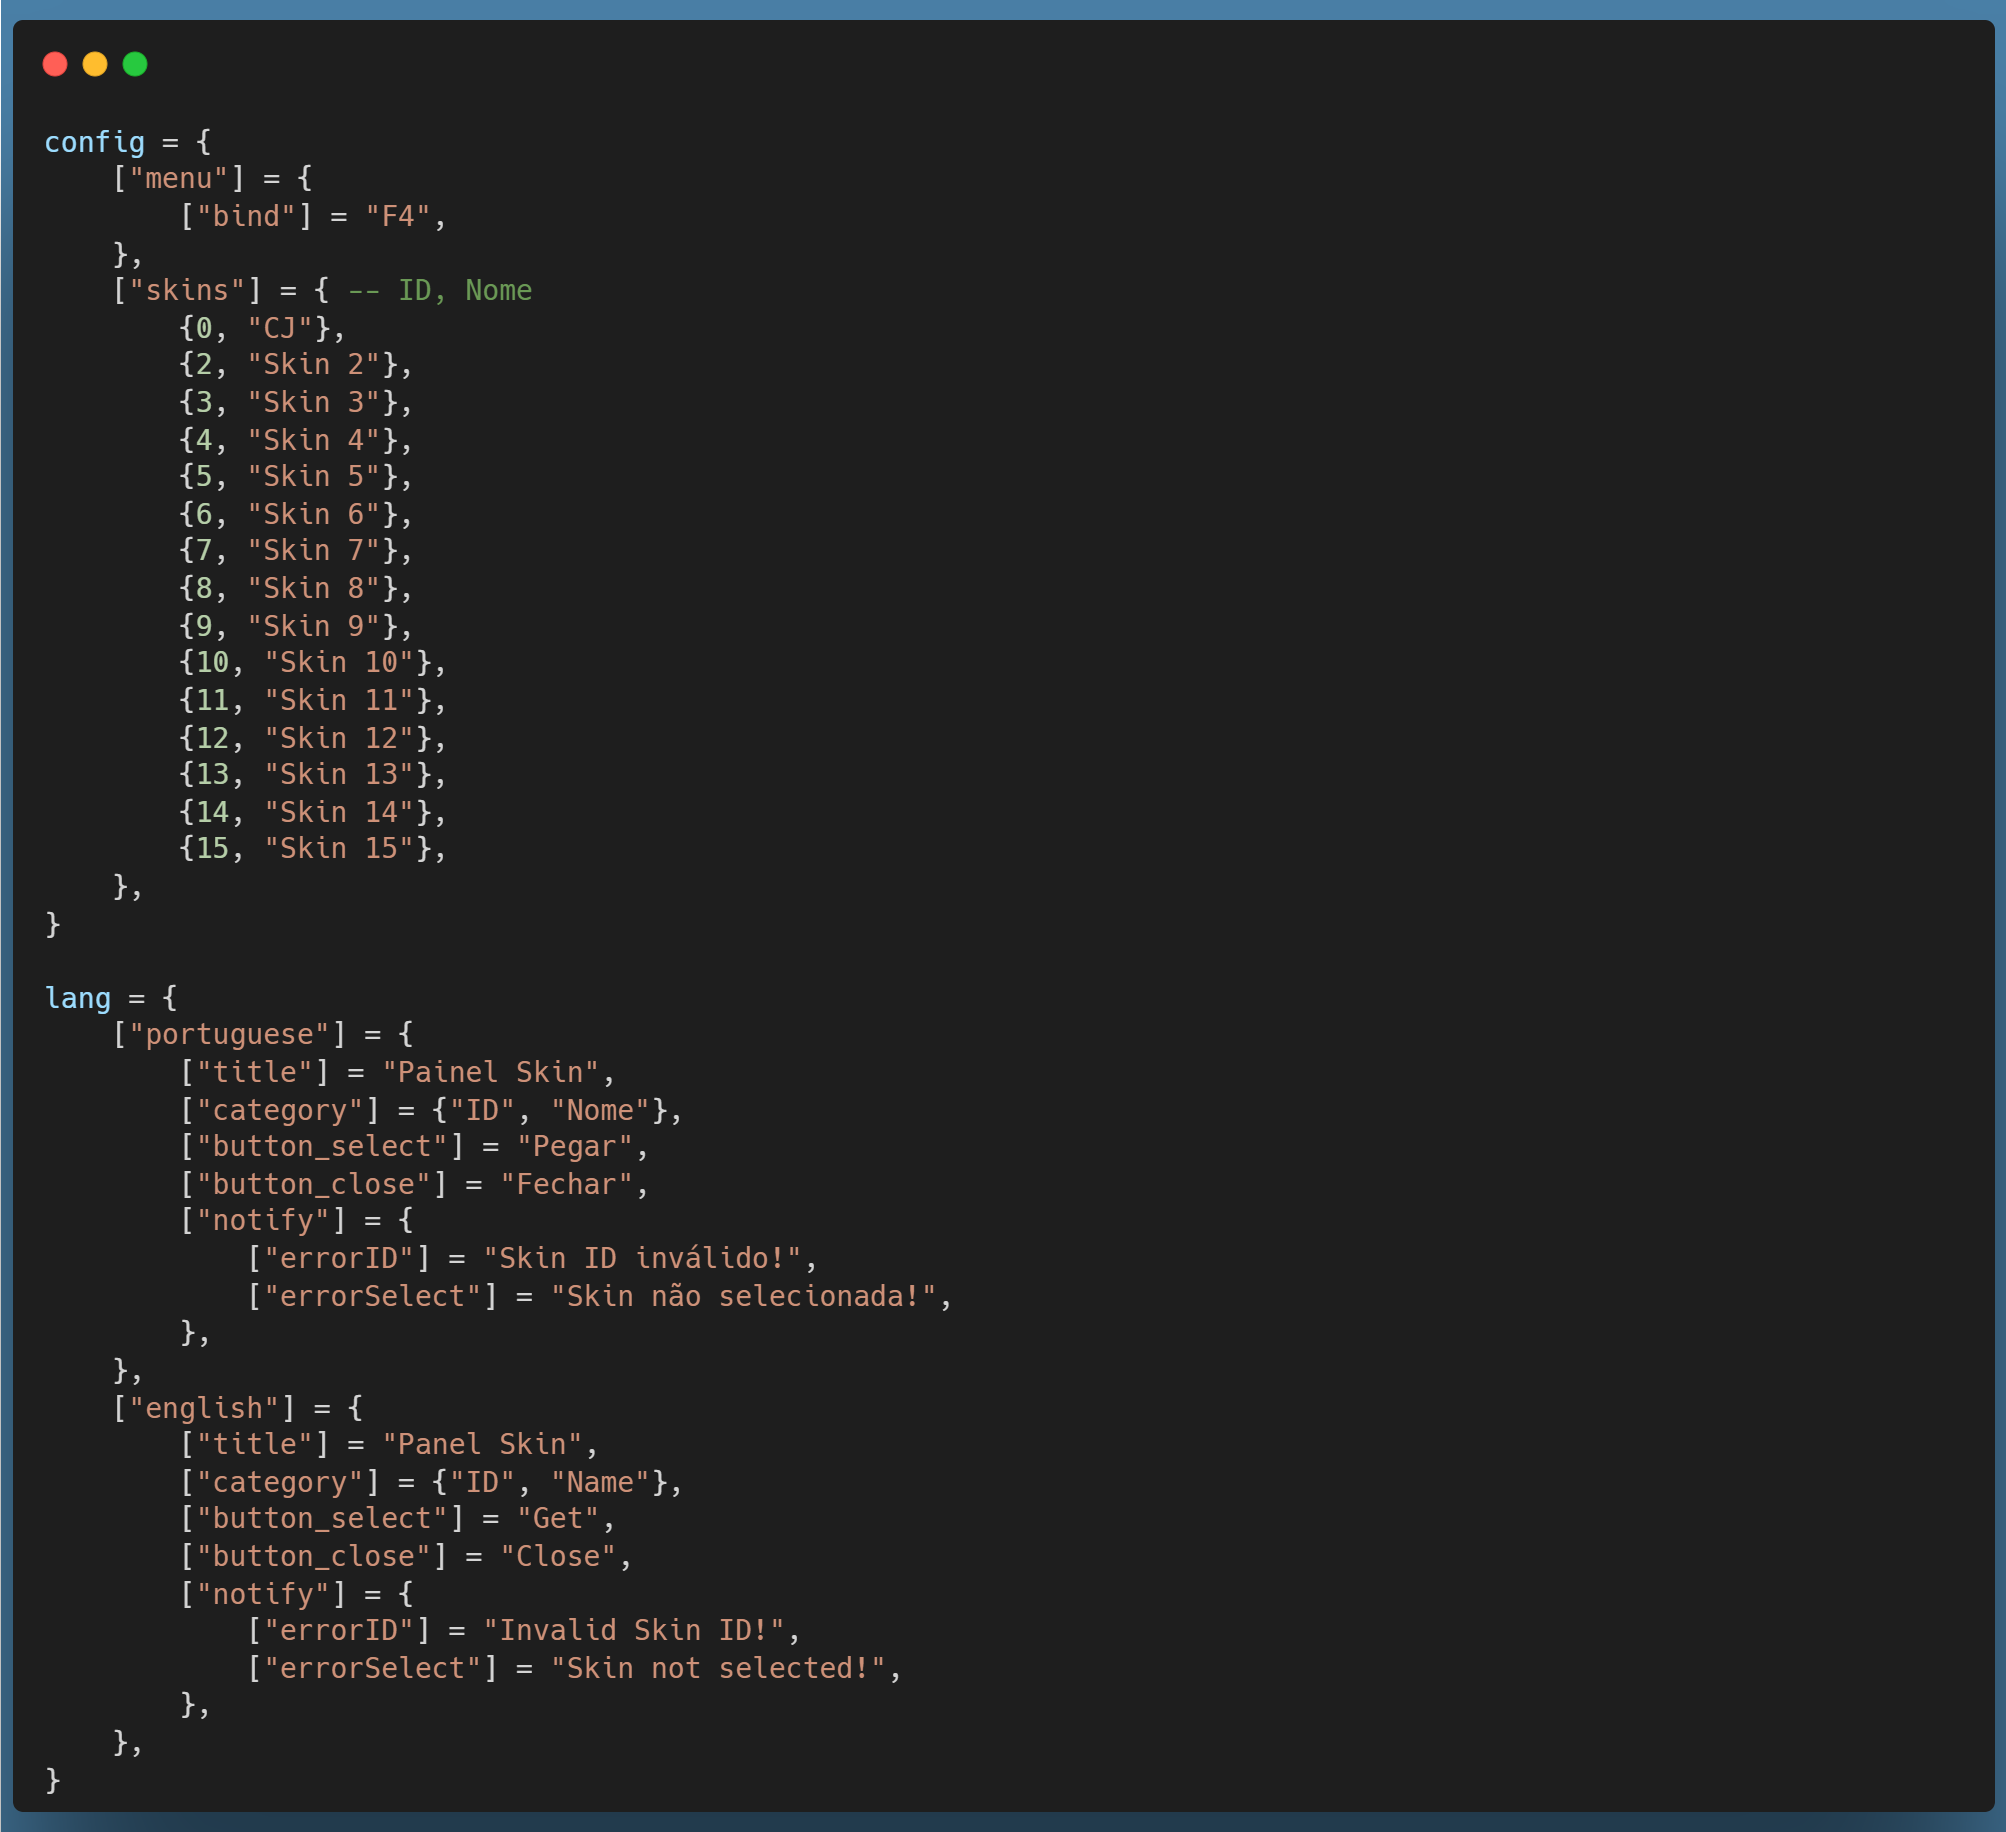 config = {
    ["menu"] = {
        ["bind"] = "F4",
    },
    ["skins"] = { -- ID, Nome
        {0, "CJ"},
        {2, "Skin 2"},
        {3, "Skin 3"},
        {4, "Skin 4"},
        {5, "Skin 5"},
        {6, "Skin 6"},
        {7, "Skin 7"},
        {8, "Skin 8"},
        {9, "Skin 9"},
        {10, "Skin 10"},
        {11, "Skin 11"},
        {12, "Skin 12"},
        {13, "Skin 13"},
        {14, "Skin 14"},
        {15, "Skin 15"},
    },
}

lang = {
    ["portuguese"] = {
        ["title"] = "Painel Skin",
        ["category"] = {"ID", "Nome"},
        ["button_select"] = "Pegar",
        ["button_close"] = "Fechar",
        ["notify"] = {
            ["errorID"] = "Skin ID inválido!",
            ["errorSelect"] = "Skin não selecionada!",
        },
    },
    ["english"] = {
        ["title"] = "Panel Skin",
        ["category"] = {"ID", "Name"},
        ["button_select"] = "Get",
        ["button_close"] = "Close",
        ["notify"] = {
            ["errorID"] = "Invalid Skin ID!",
            ["errorSelect"] = "Skin not selected!",
        },
    },
}